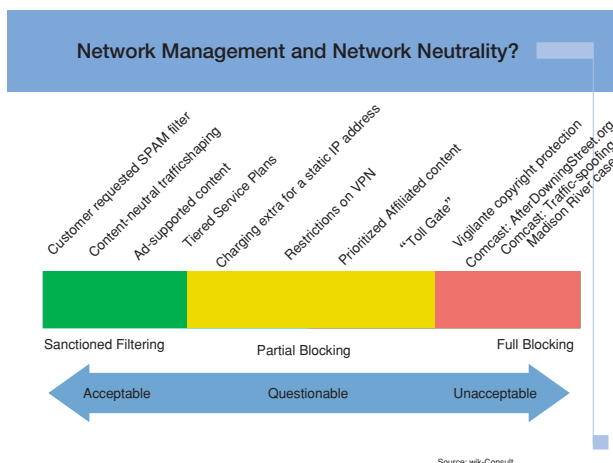 Network Management and Network Neutrality?
Customer requested SPAM filter
Content-neutral trafficshaping
Ad-supported content
Tiered Service Plans
Charging extra for a static IP address
Restrictions on VPN
Prioritized Affiliated content
“Toll Gate”
Vigilante copyright protection
Comcast: AfterDowningStreet.org
Comcast: Traffic-spoofing
Madison River case
Sanctioned Filtering
Partial Blocking
Full Blocking
Acceptable
Questionable
Unacceptable
Source: wik-Consult